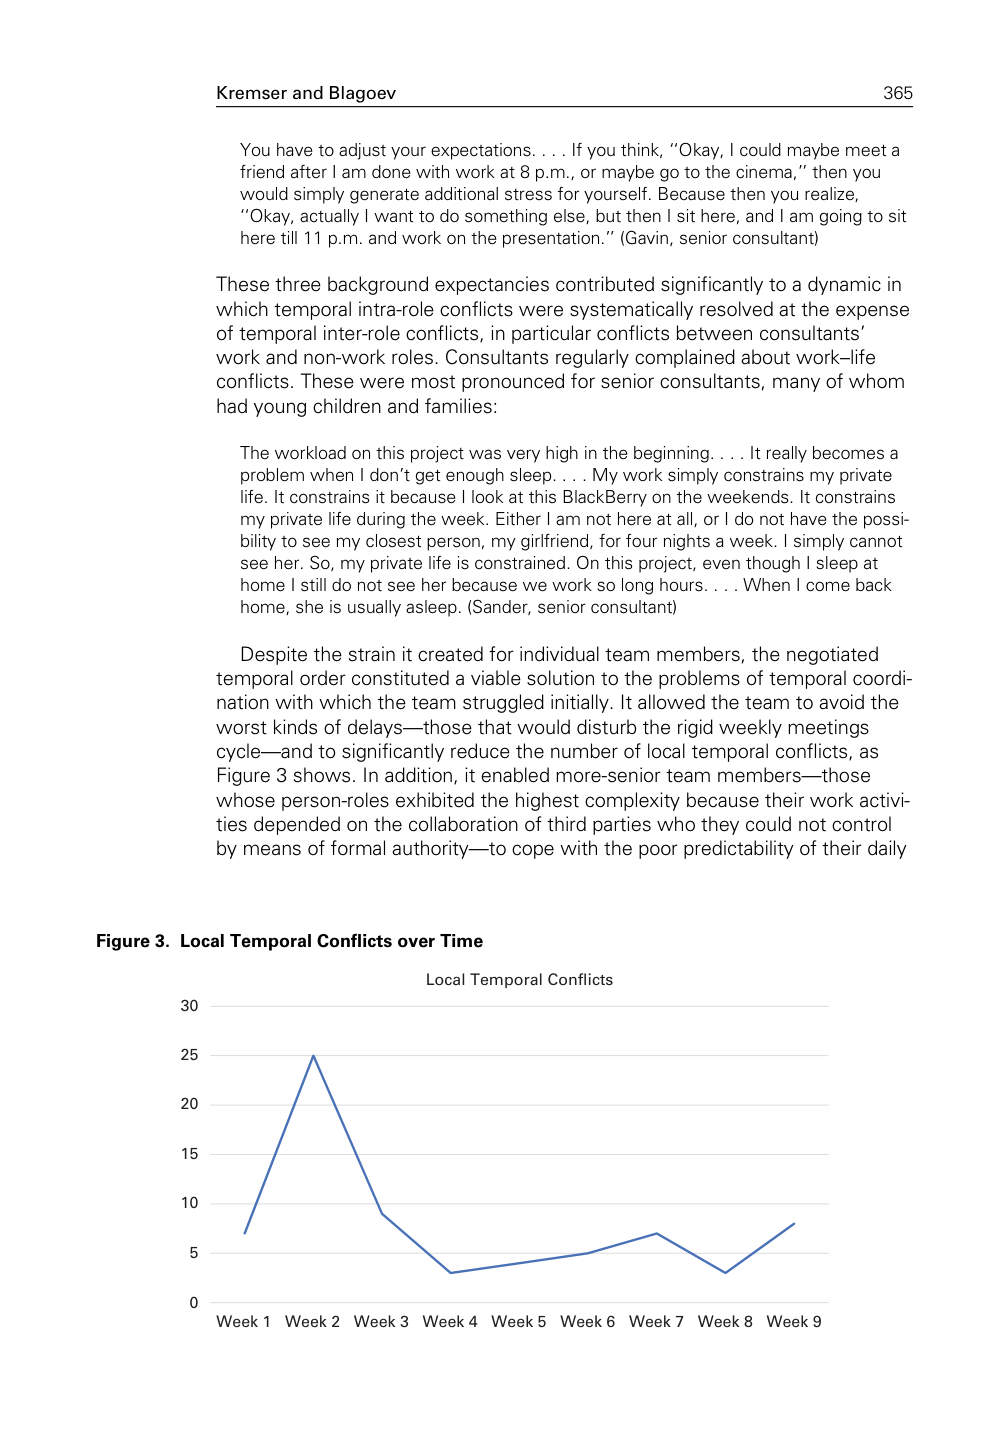 Kremser and Blagoev 365
You have to adjust your expectations. . . . If you think, ‘‘Okay, I could maybe meet a
friend after I am done with work at 8 p.m., or maybe go to the cinema,’’ then you
would simply generate additional stress for yourself. Because then you realize,
‘‘Okay, actually I want to do something else, but then I sit here, and I am going to sit
here till 11 p.m. and work on the presentation.’’ (Gavin, senior consultant)
These three background expectancies contributed significantly to a dynamic in
which temporal intra-role conflicts were systematically resolved at the expense
of temporal inter-role conflicts, in particular conflicts between consultants’
work and non-work roles. Consultants regularly complained about work–life
conflicts. These were most pronounced for senior consultants, many of whom
had young children and families:
The workload on this project was very high in the beginning. . . . It really becomes a
problem when I don’t get enough sleep. . . . My work simply constrains my private
life. It constrains it because I look at this BlackBerry on the weekends. It constrains
my private life during the week. Either I am not here at all, or I do not have the possi-
bility to see my closest person, my girlfriend, for four nights a week. I simply cannot
see her. So, my private life is constrained. On this project, even though I sleep at
home I still do not see her because we work so long hours. . . . When I come back
home, she is usually asleep. (Sander, senior consultant)
Despite the strain it created for individual team members, the negotiated
temporal order constituted a viable solution to the problems of temporal coordi-
nation with which the team struggled initially. It allowed the team to avoid the
worst kinds of delays—those that would disturb the rigid weekly meetings
cycle—and to significantly reduce the number of local temporal conflicts, as
Figure 3 shows. In addition, it enabled more-senior team members—those
whose person-roles exhibited the highest complexity because their work activi-
ties depended on the collaboration of third parties who they could not control
by means of formal authority—to cope with the poor predictability of their daily
Figure 3. Local Temporal Conflicts over Time
Local Temporal Conflicts
30
25
20
15
10
5
0
Week 1 Week 2 Week 3 Week 4 Week 5 Week 6 Week 7 Week 8 Week 9